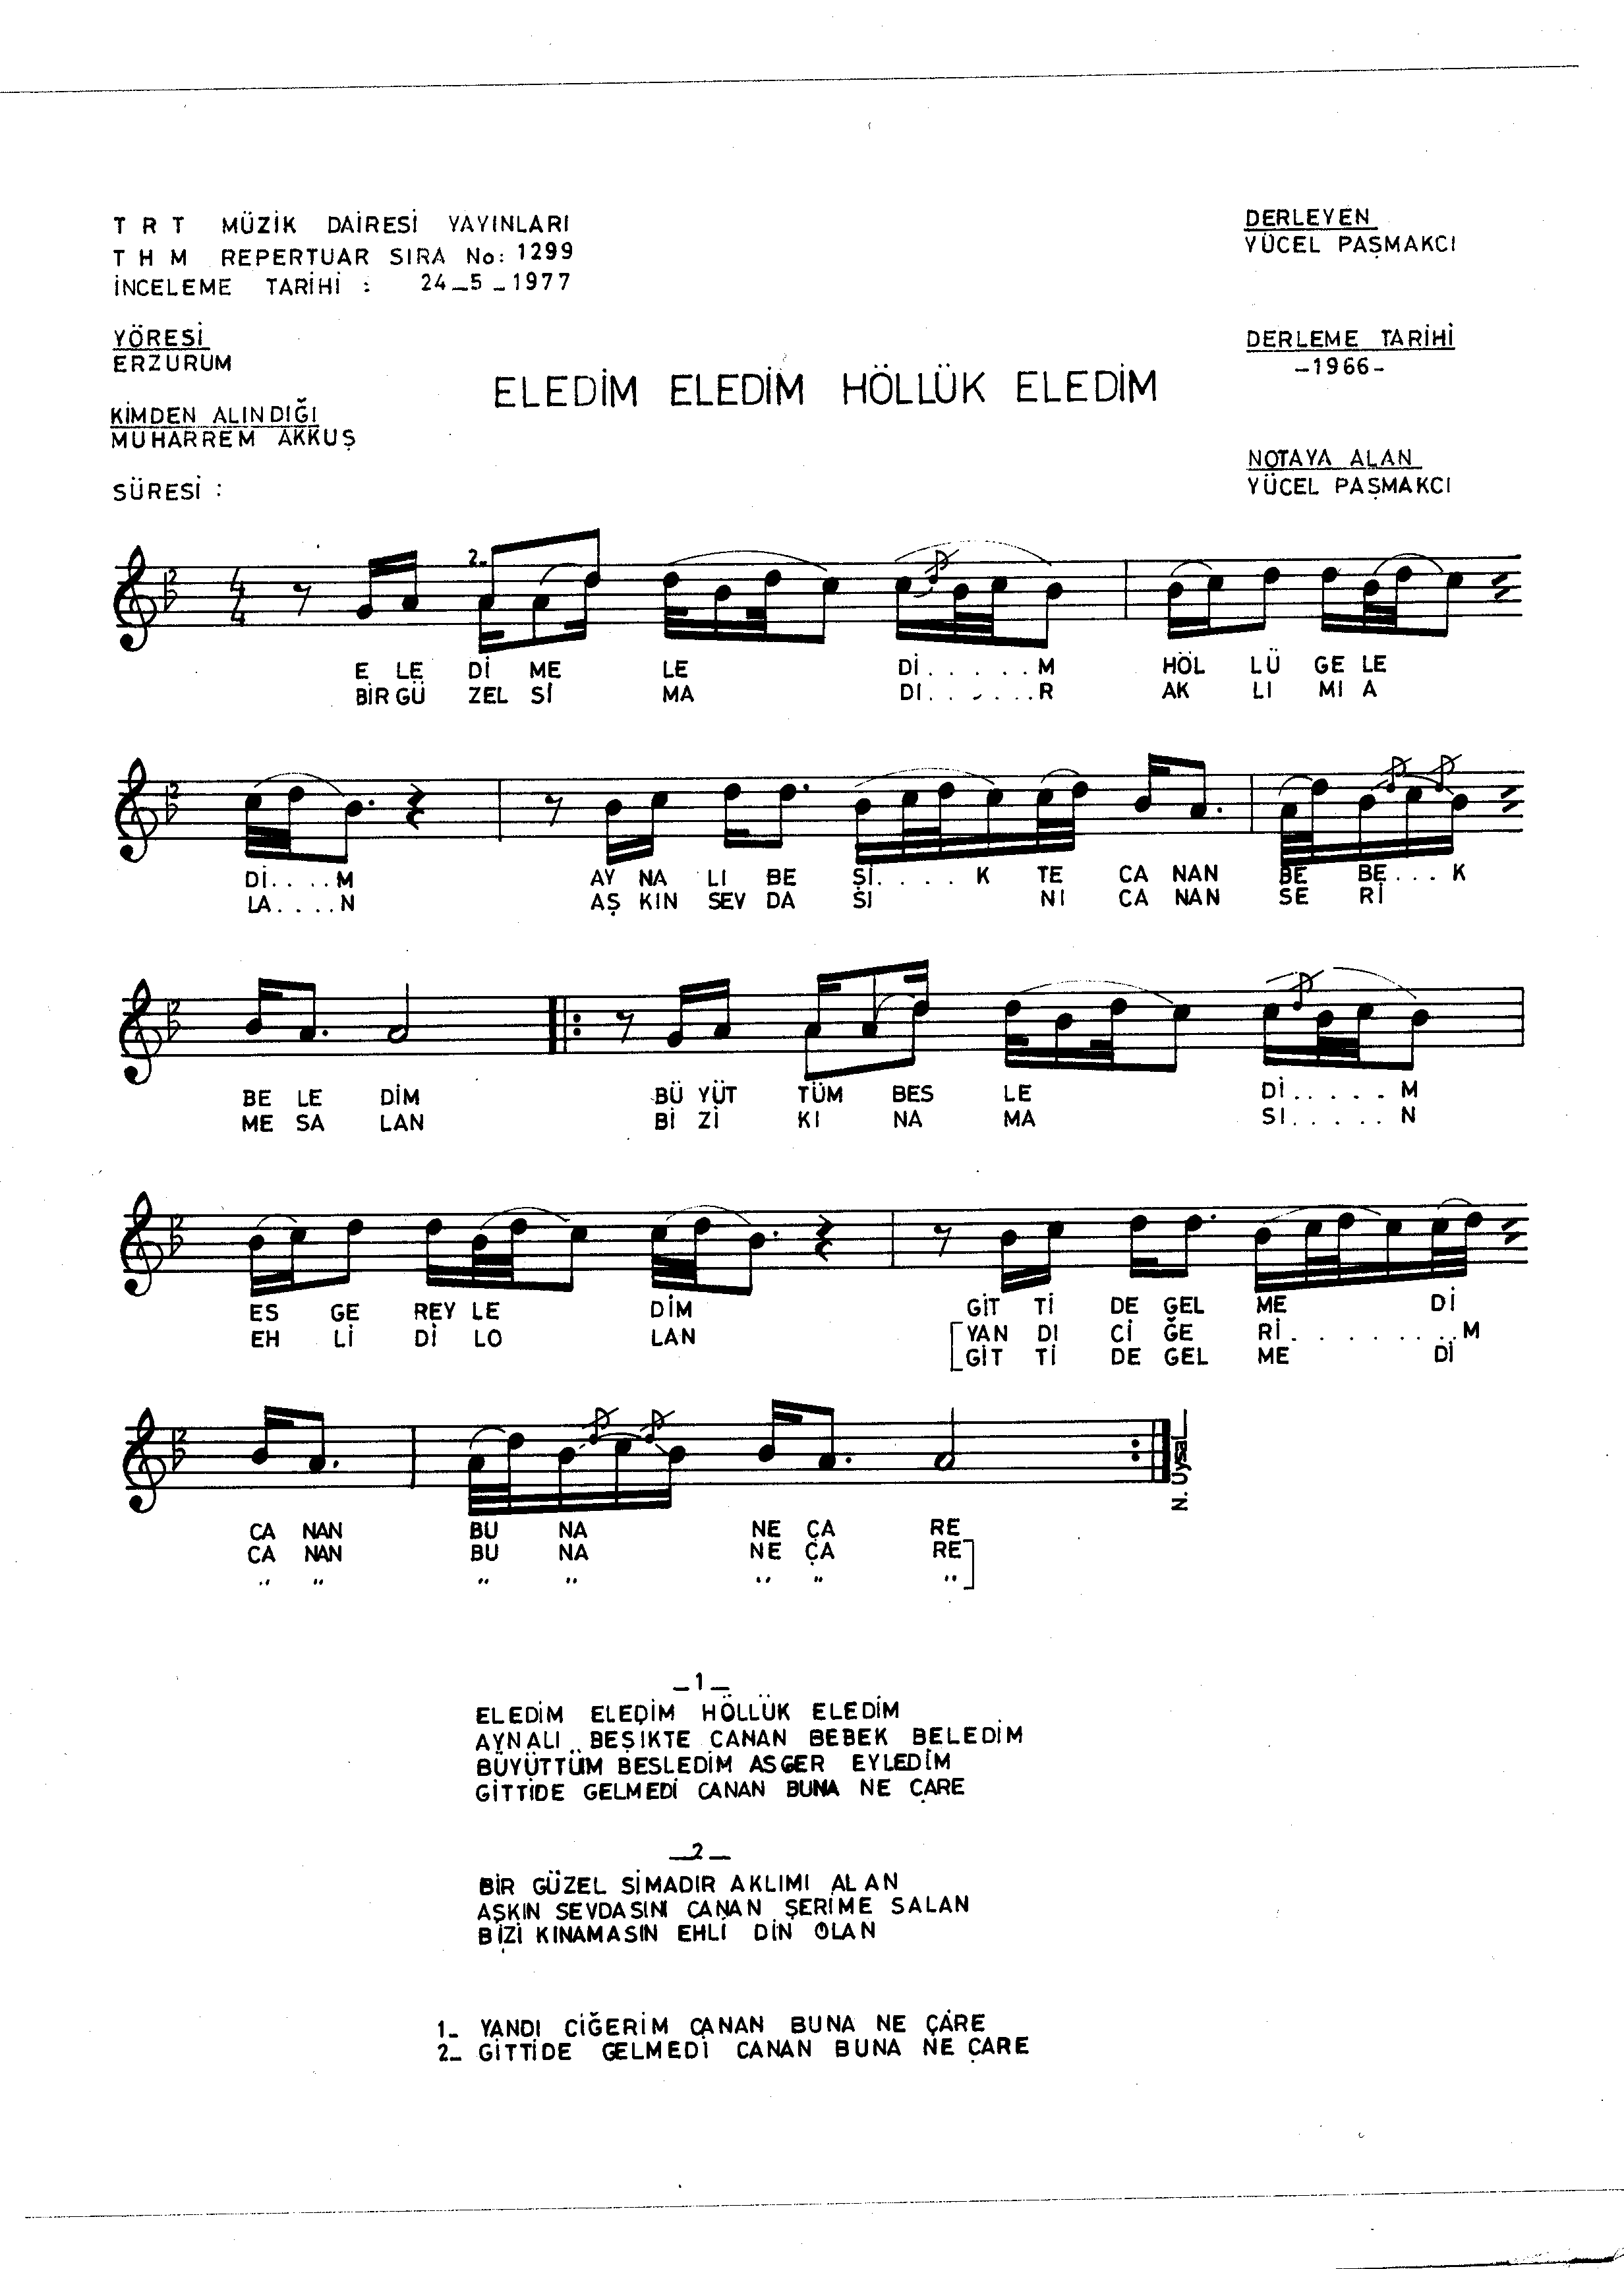 T R T MÜZİK DAİRESİ YAYINLARI
T H M REPERTUAR SIRA No: 1299
İNCELEME TARİHİ : 24_5_1977
DERLEYEN
YÜCEL PAŞMAKCI
YÖRESİ
ERZURUM
DERLEME TARİHİ
-1966-
ELEDİM ELEDİM HÖLLÜK ELEDİM
KİMDEN ALINDIĞI
MUHARREM AKKUŞ
NOTAYA ALAN
YÜCEL PAŞMAKCI
SÜRESİ :
2
4
4
2_
E LE Dİ ME LE Dİ. . . . . . M HÖL LÜ GE LE
BİR GÜ ZEL Sİ MA DI. . . . . . R AK LI MI A
2
Dİ. . . . M AY NA LI BE Şİ. . . . . K TE CA NAN BE BE . . . K
LA. . . . N AŞ KIN SEV DA SI NI CA NAN SE Rİ
2
BE LE DİM BÜ YÜT TÜM BES LE Dİ. . . . . M
ME SA LAN Bİ Zİ KI NA MA SI. . . . . N
2
ES GE REY LE DİM GİT Tİ DE GEL ME Dİ
EH Lİ Dİ LO LAN [YAN DI Cİ ĞE Rİ. . . . . . . . M
GİT Tİ DE GEL ME Dİ
2
CA NAN BU NA NE ÇA RE
CA NAN BU NA NE ÇA RE]
" " " " " " "
N. Uysal
_1_
ELEDİM ELEDİM HÖLLÜK ELEDİM
AYNALI BEŞIKTE CANAN BEBEK BELEDİM
BÜYÜTTÜM BESLEDİM ASGER EYLEDİM
GİTTİDE GELMEDİ CANAN BUNA NE ÇARE
_2_
BİR GÜZEL SİMADIR AKLIMI ALAN
AŞKIN SEVDASINI CANAN ŞERİME SALAN
BİZİ KINAMASIN EHLİ DİN OLAN
1_ YANDI CİĞERİM CANAN BUNA NE ÇARE
2_ GİTTİDE GELMEDİ CANAN BUNA NE ÇARE